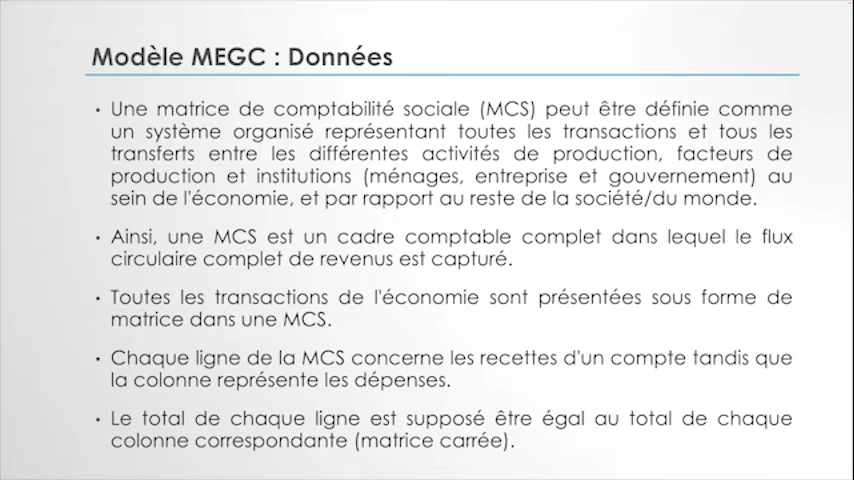 Modèle MEGC : Données
• Une matrice de comptabilité sociale (MCS) peut être définie comme
un système organisé représentant toutes les transactions et tous les
transferts entre les différentes activités de production, facteurs de
production et institutions (ménages, entreprise et gouvernement) au
sein de l'économie, et par rapport au reste de la société/du monde.
• Ainsi, une MCS est un cadre comptable complet dans lequel le flux
circulaire complet de revenus est capturé.
• Toutes les transactions de l'économie sont présentées sous forme de
matrice dans une MCS.
• Chaque ligne de la MCS concerne les recettes d'un compte tandis que
la colonne représente les dépenses.
• Le total de chaque ligne est supposé être égal au total de chaque
colonne correspondante (matrice carrée).